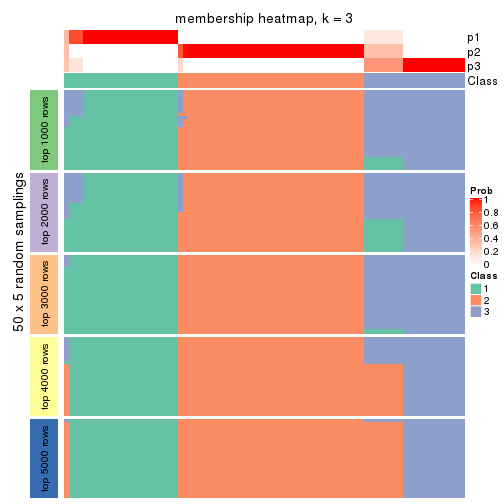 membership heatmap, k = 3
p1
p2
p3
Class
50 x 5 random samplings
top 1000 rows
top 2000 rows
top 3000 rows
top 4000 rows
top 5000 rows
Prob
1
0.8
0.6
0.4
0.2
0
Class
1
2
3